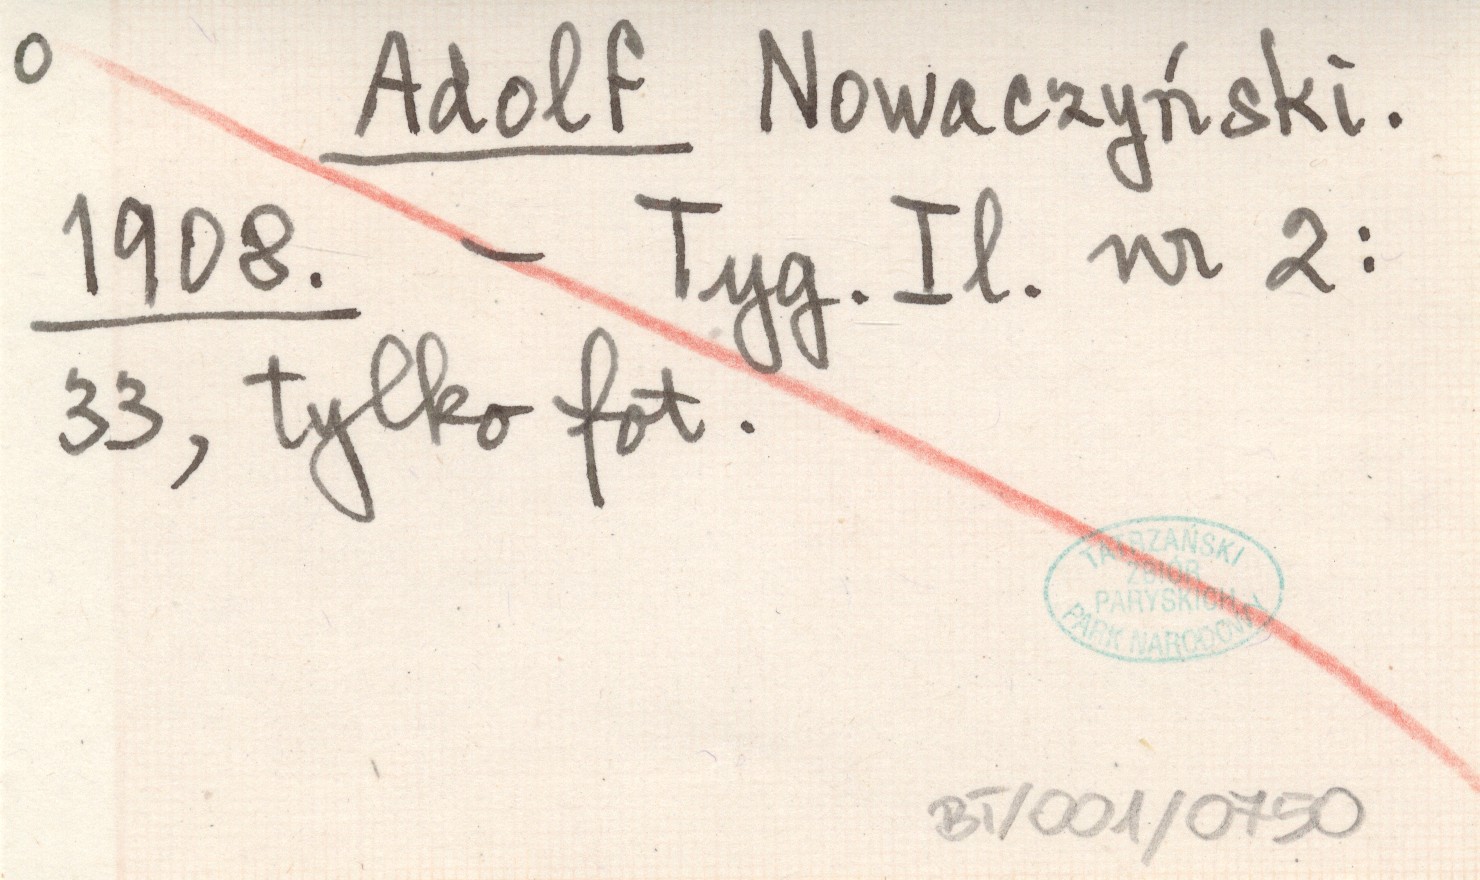 o Adolf Nowaczyński.
1908. – Tyg. Il. nr 2:
33, tylko fot.
TATRZAŃSKI
ZBIÓR
PARYSKICH
PARK NARODOWY
BT/001/0750